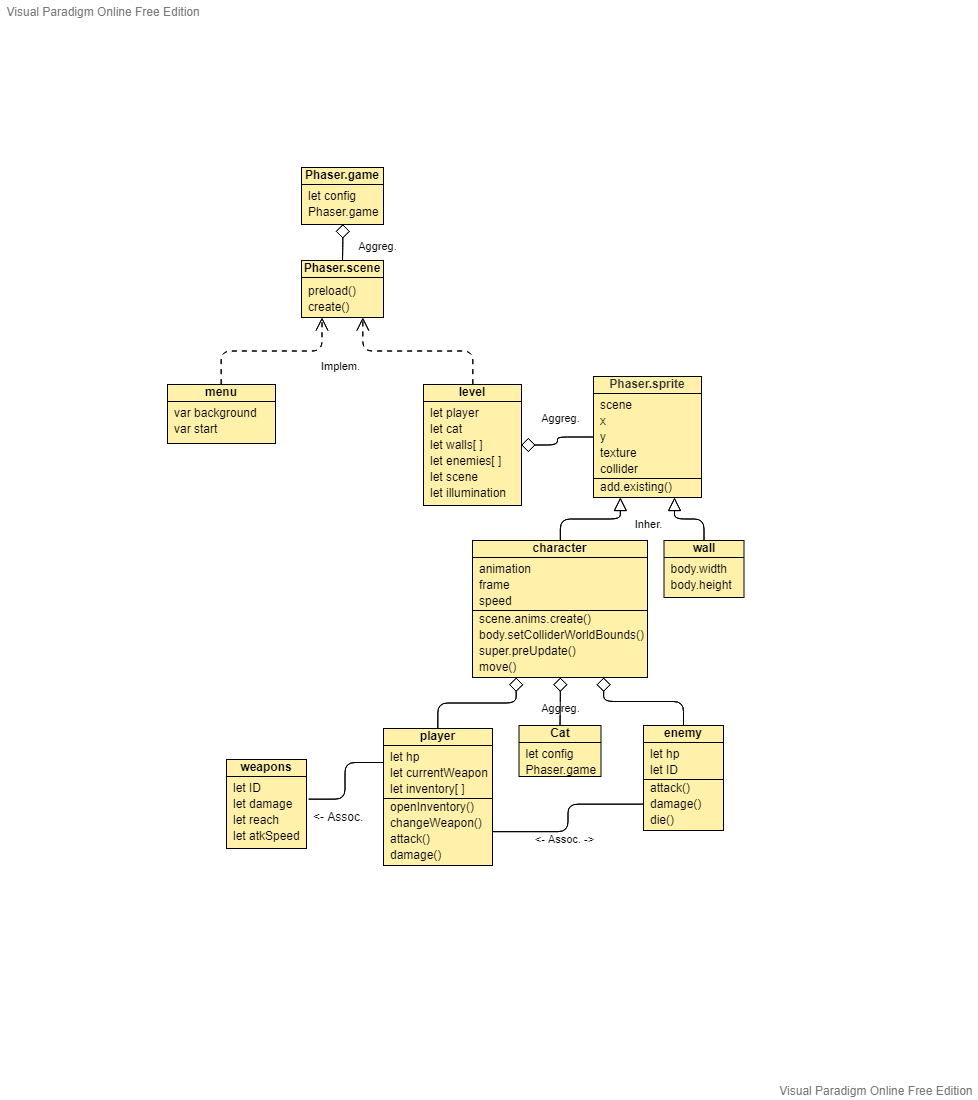 Visual Paradigm Online Free Edition
Phaser.game
let config
Phaser.game
Aggreg.
Phaser.scene
preload()
create()
Implem.
menu
var background
var start
level
let player
let cat
let walls[ ]
let enemies[ ]
let scene
let illumination
Aggreg.
Phaser.sprite
scene
x
y
texture
collider
add.existing()
Inher.
character
animation
frame
speed
scene.anims.create()
body.setColliderWorldBounds()
super.preUpdate()
move()
wall
body.width
body.height
Aggreg.
weapons
let ID
let damage
let reach
let atkSpeed
<- Assoc.
player
let hp
let currentWeapon
let inventory[ ]
openInventory()
changeWeapon()
attack()
damage()
Cat
let config
Phaser.game
<- Assoc. ->
enemy
let hp
let ID
attack()
damage()
die()
Visual Paradigm Online Free Edition